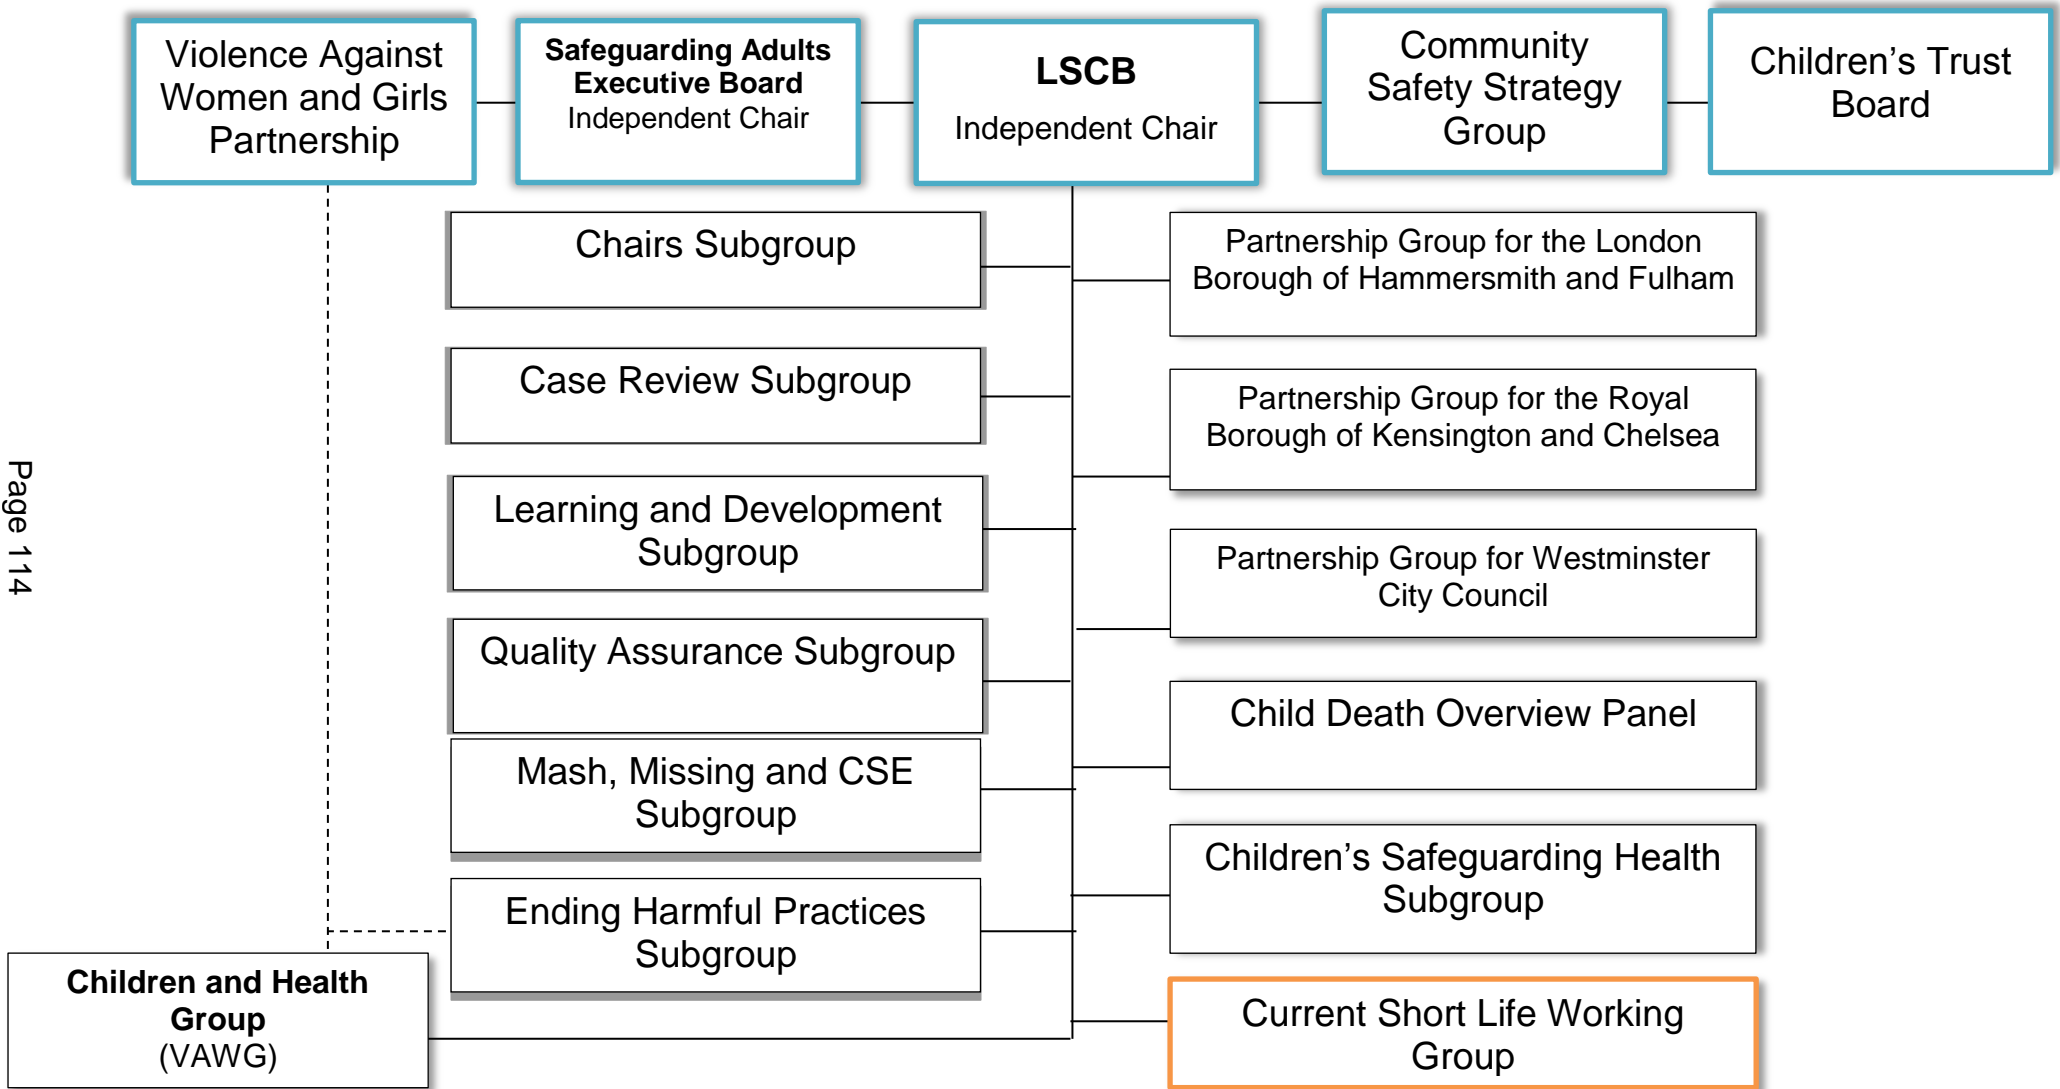 Violence Against
Women and Girls
Partnership
Safeguarding Adults
Executive Board
Independent Chair
LSCB
Independent Chair
Community
Safety Strategy
Group
Children’s Trust
Board
Chairs Subgroup
Case Review Subgroup
Learning and Development
Subgroup
Quality Assurance Subgroup
Mash, Missing and CSE
Subgroup
Ending Harmful Practices
Subgroup
Children and Health
Group
(VAWG)
Partnership Group for the London
Borough of Hammersmith and Fulham
Partnership Group for the Royal
Borough of Kensington and Chelsea
Partnership Group for Westminster
City Council
Child Death Overview Panel
Children’s Safeguarding Health
Subgroup
Current Short Life Working
Group
Page 114